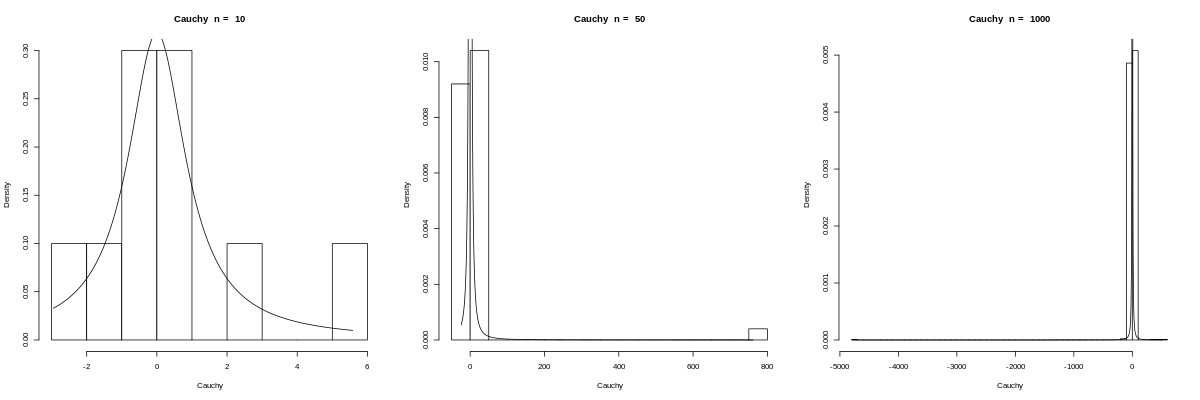 Cauchy n = 10
Density
0.00 0.05 0.10 0.15 0.20 0.25 0.30
-2 0 2 4 6
Cauchy
Cauchy n = 50
Density
0.000 0.002 0.004 0.006 0.008 0.010
0 200 400 600 800
Cauchy
Cauchy n = 1000
Density
0.000 0.001 0.002 0.003 0.004 0.005
-5000 -4000 -3000 -2000 -1000 0
Cauchy